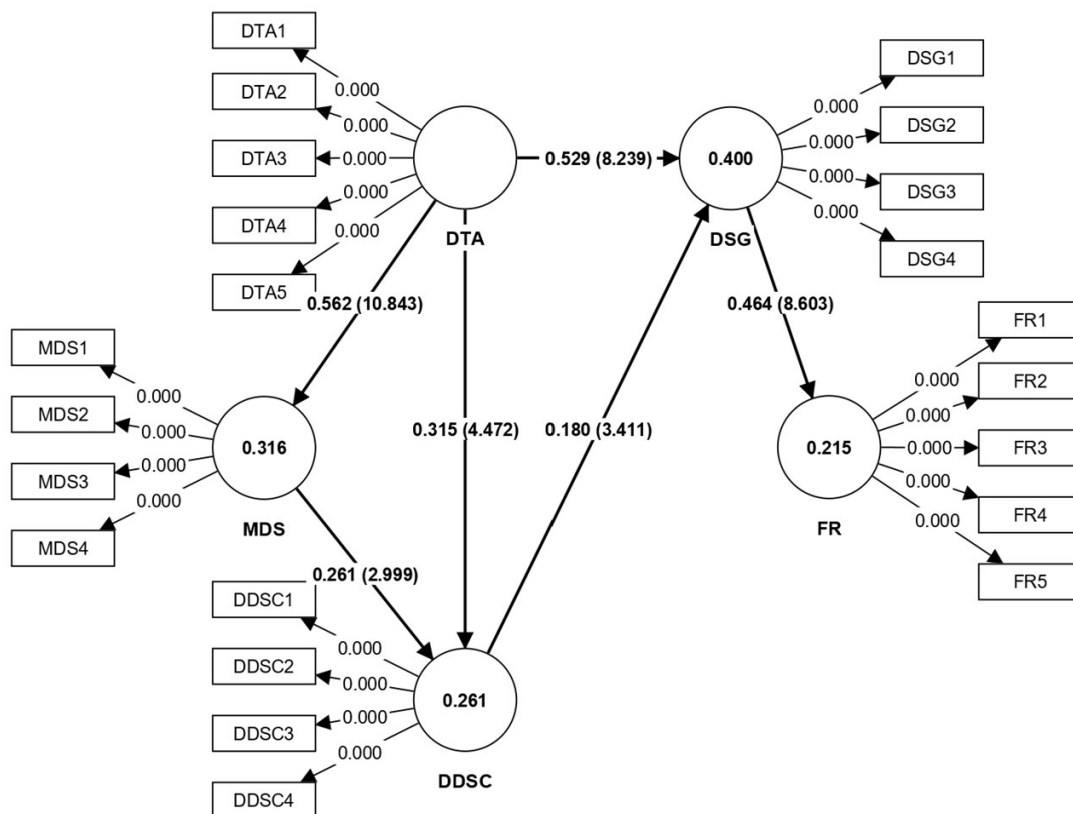 DTA1
DTA2
DTA3
DTA4
DTA5
0.000
0.000
0.000
0.000
0.000
DTA
0.529 (8.239)
0.400
DSG
DSG1
DSG2
DSG3
DSG4
0.000
0.000
0.000
0.000
0.562 (10.843)
0.315 (4.472)
0.180 (3.411)
0.464 (8.603)
MDS1
MDS2
MDS3
MDS4
0.000
0.000
0.000
0.000
0.316
MDS
0.261 (2.999)
FR1
FR2
FR3
FR4
FR5
0.000
0.000
0.000
0.000
0.000
0.215
FR
DDSC1
DDSC2
DDSC3
DDSC4
0.000
0.000
0.000
0.000
0.261
DDSC